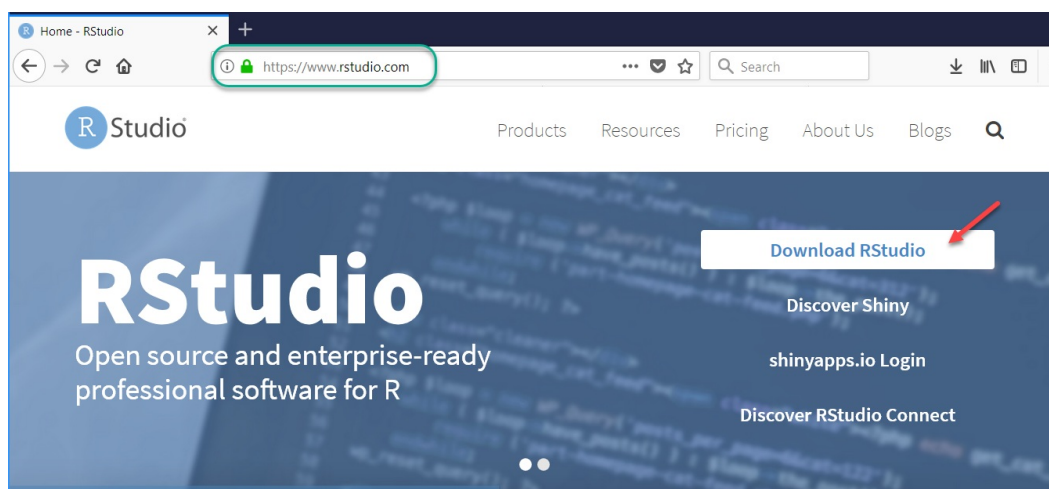 Home - RStudio
https://www.rstudio.com
Search
R Studio
Products Resources Pricing About Us Blogs
Download RStudio
RStudio
Discover Shiny
Open source and enterprise-ready
shinyapps.io Login
professional software for R
Discover RStudio Connect